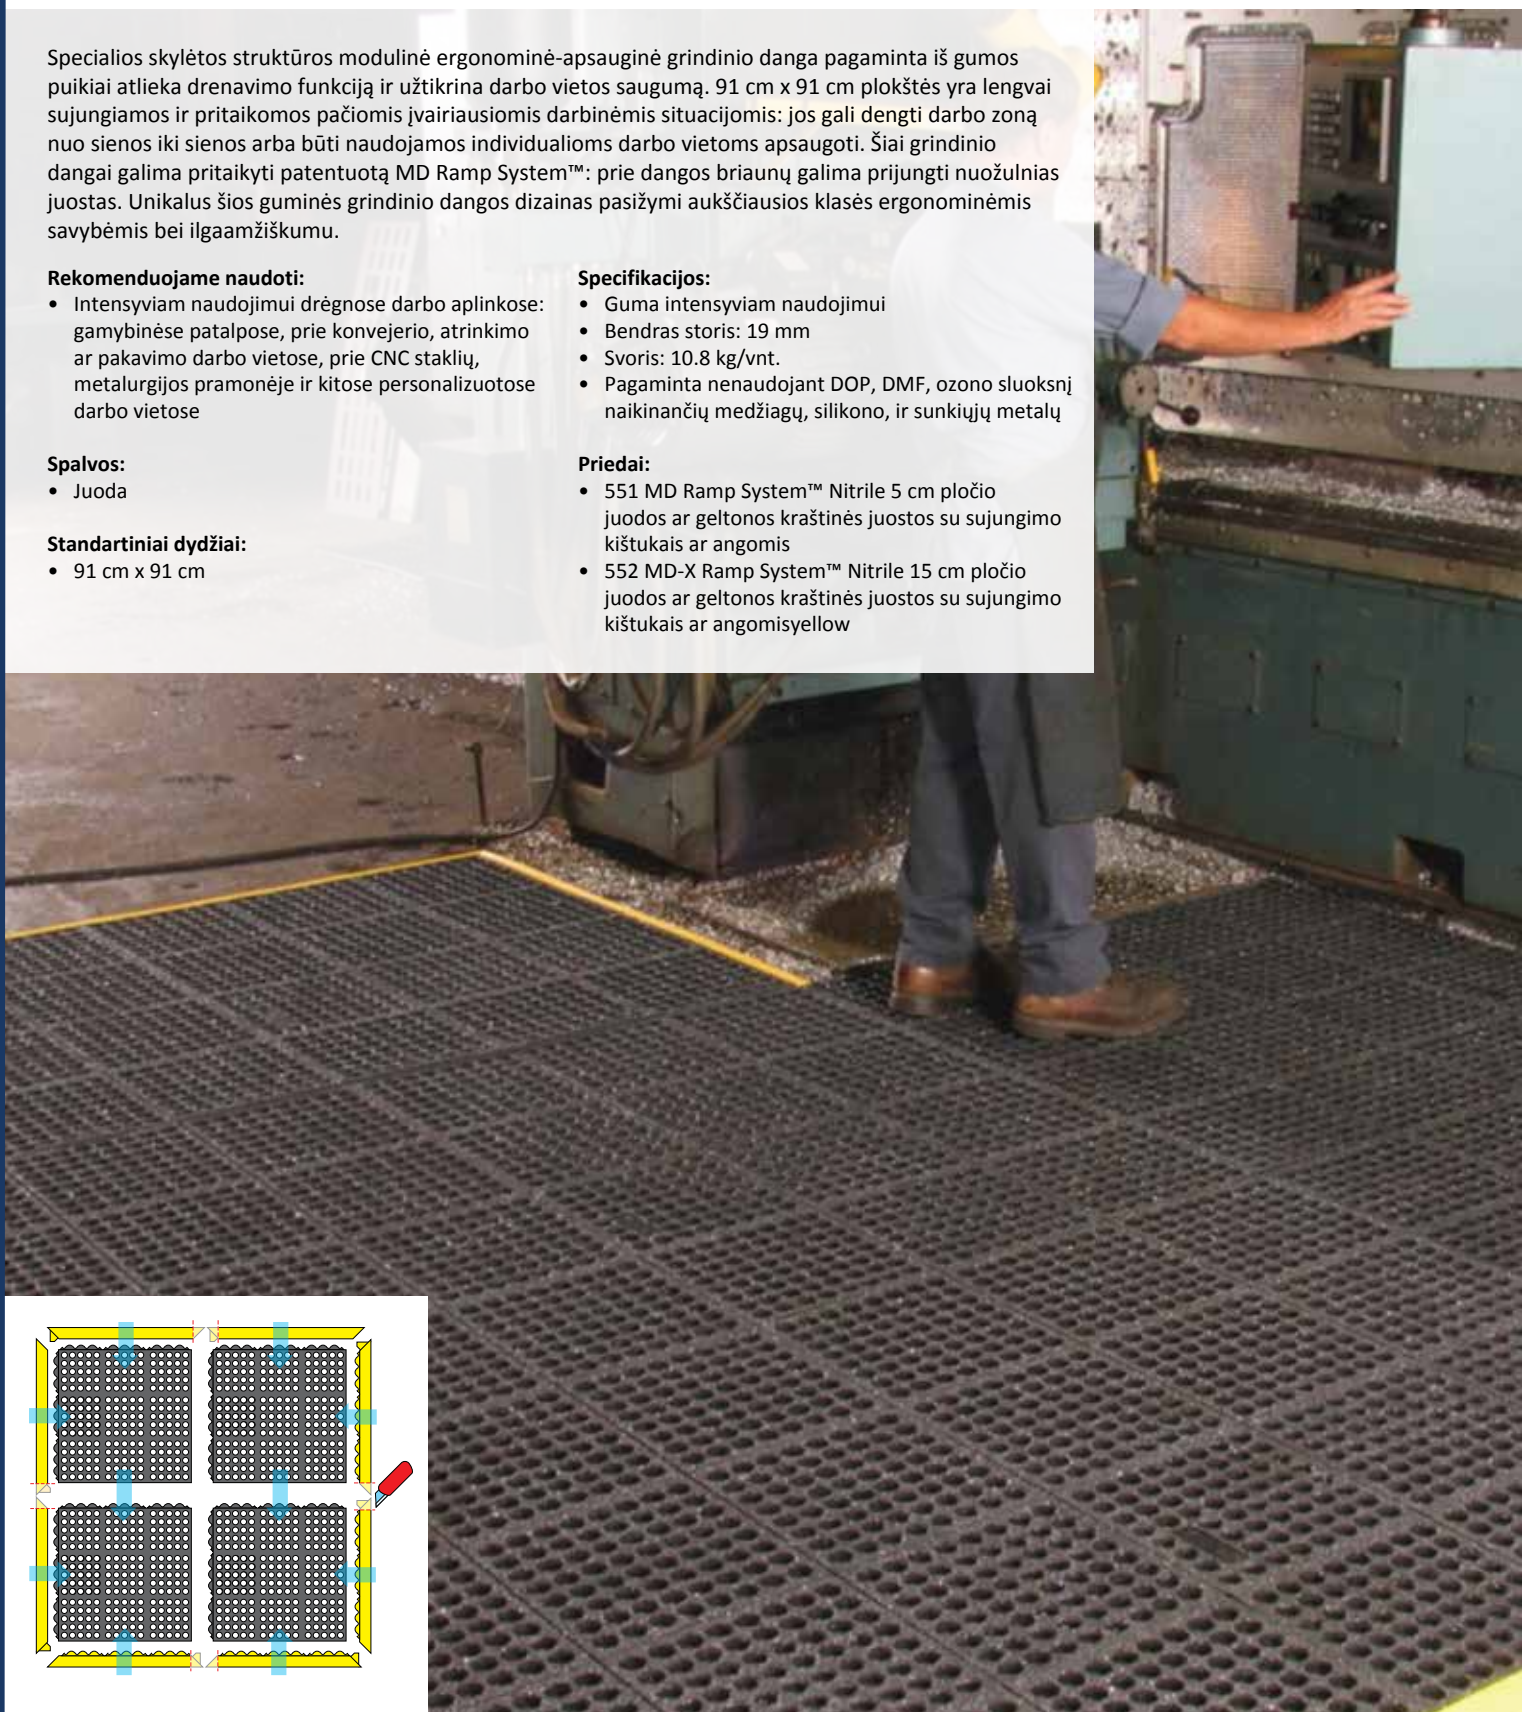 Specialios skylėtos struktūros modulinė ergonominė-apsauginė grindinio danga pagaminta iš gumos
puikiai atlieka drenavimo funkciją ir užtikrina darbo vietos saugumą. 91 cm x 91 cm plokštės yra lengvai
sujungiamos ir pritaikomos pačiomis įvairiausiomis darbinėmis situacijomis: jos gali dengti darbo zoną
nuo sienos iki sienos arba būti naudojamos individualioms darbo vietoms apsaugoti. Šiai grindinio
dangai galima pritaikyti patentuotą MD Ramp System™: prie dangos briaunų galima prijungti nuožulnias
juostas. Unikalus šios guminės grindinio dangos dizainas pasižymi aukščiausios klasės ergonominėmis
savybėmis bei ilgaamžiškumu.
Rekomenduojame naudoti:
• Intensyviam naudojimui drėgnose darbo aplinkose:
gamybinėse patalpose, prie konvejerio, atrinkimo
ar pakavimo darbo vietose, prie CNC staklių,
metalurgijos pramonėje ir kitose personalizuotose
darbo vietose
Spalvos:
• Juoda
Standartiniai dydžiai:
• 91 cm x 91 cm
Specifikacijos:
• Guma intensyviam naudojimui
• Bendras storis: 19 mm
• Svoris: 10.8 kg/vnt.
• Pagaminta nenaudojant DOP, DMF, ozono sluoksnį
naikinančių medžiagų, silikono, ir sunkiųjų metalų
Priedai:
• 551 MD Ramp System™ Nitrile 5 cm pločio
juodos ar geltonos kraštinės juostos su sujungimo
kištukais ar angomis
• 552 MD-X Ramp System™ Nitrile 15 cm pločio
juodos ar geltonos kraštinės juostos su sujungimo
kištukais ar angomisyellow